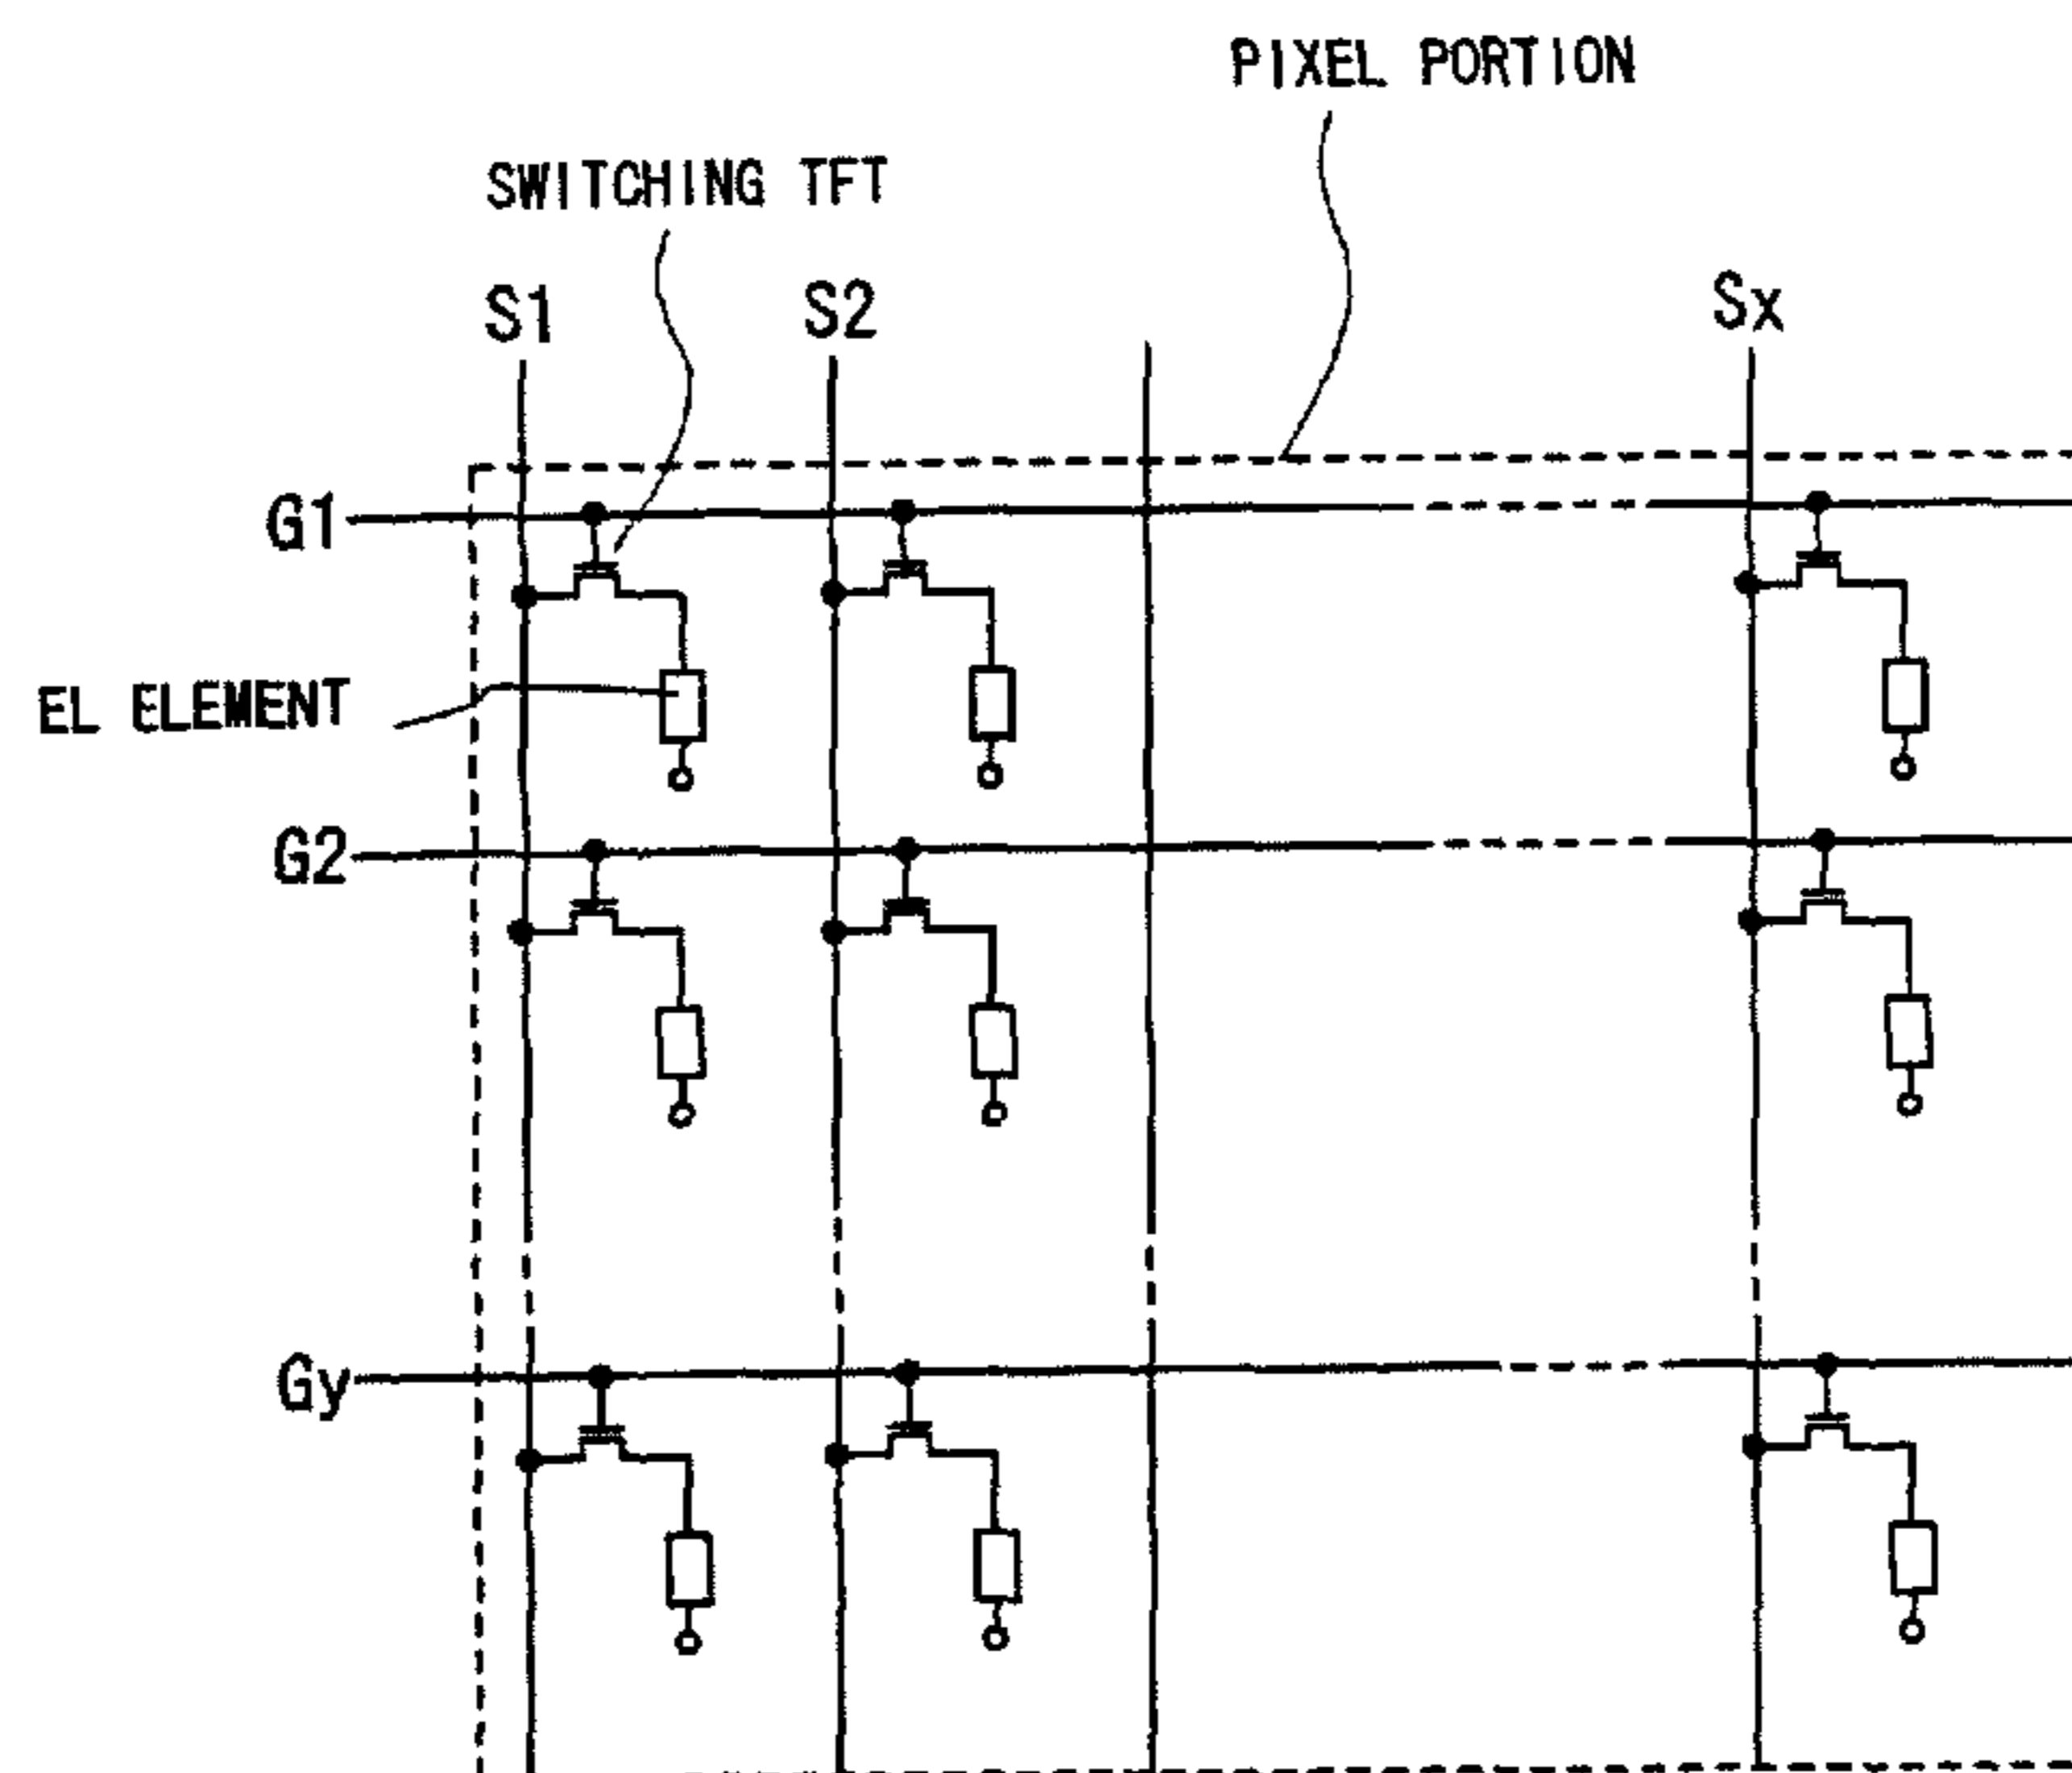 PIXEL PORTION
SWITCHING TFT
S1 S2 Sx
G1
EL ELEMENT
G2
Gy